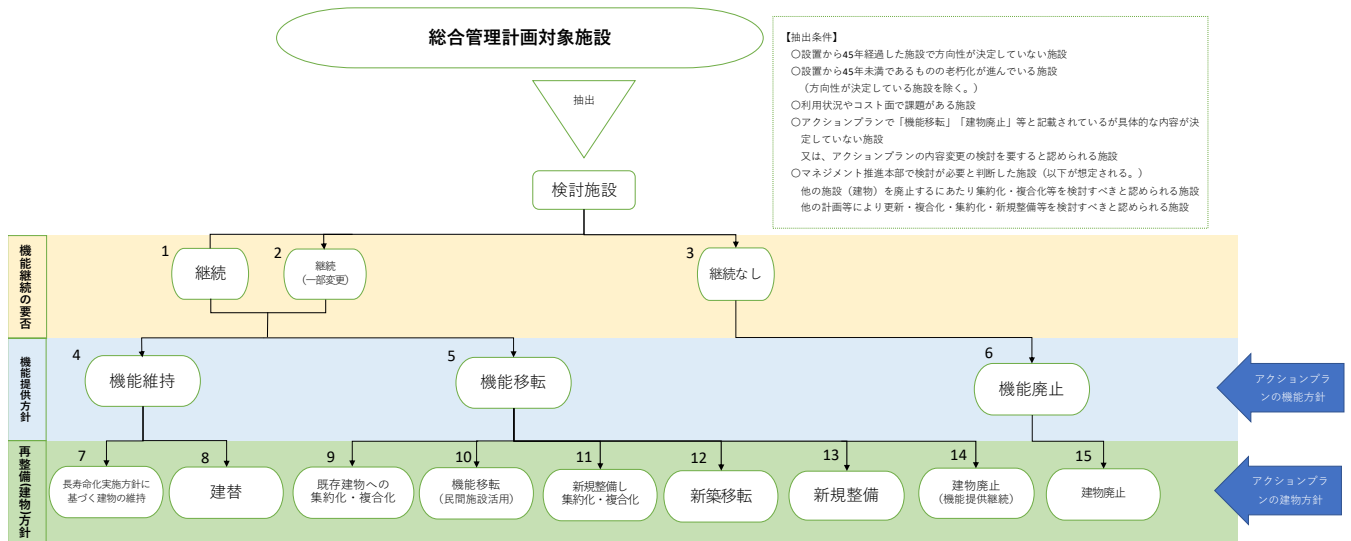 総合管理計画対象施設
抽出
検討施設
【抽出条件】
〇設置から45年経過した施設で方向性が決定していない施設
〇設置から45年未満であるものの老朽化が進んでいる施設
（方向性が決定している施設を除く。）
〇利用状況やコスト面で課題がある施設
〇アクションプランで「機能移転」「建物廃止」等と記載されているが具体的な内容が決
定していない施設
又は、アクションプランの内容変更の検討を要すると認められる施設
〇マネジメント推進本部で検討が必要と判断した施設（以下が想定される。）
他の施設（建物）を廃止するにあたり集約化・複合化等を検討すべきと認められる施設
他の計画等により更新・複合化・集約化・新規整備等を検討すべきと認められる施設
機能継続の要否
1
継続
2
継続
（一部変更）
3
継続なし
機能提供方針
4
機能維持
5
機能移転
6
機能廃止
アクションプラ
ンの機能方針
再整備(建物)方針
7
長寿命化実施方針に
基づく建物の維持
8
建替
9
既存建物への
集約化・複合化
10
機能移転
（民間施設活用）
11
新規整備し
集約化・複合化
12
新築移転
13
新規整備
14
建物廃止
（機能提供継続）
15
建物廃止
アクションプラ
ンの建物方針